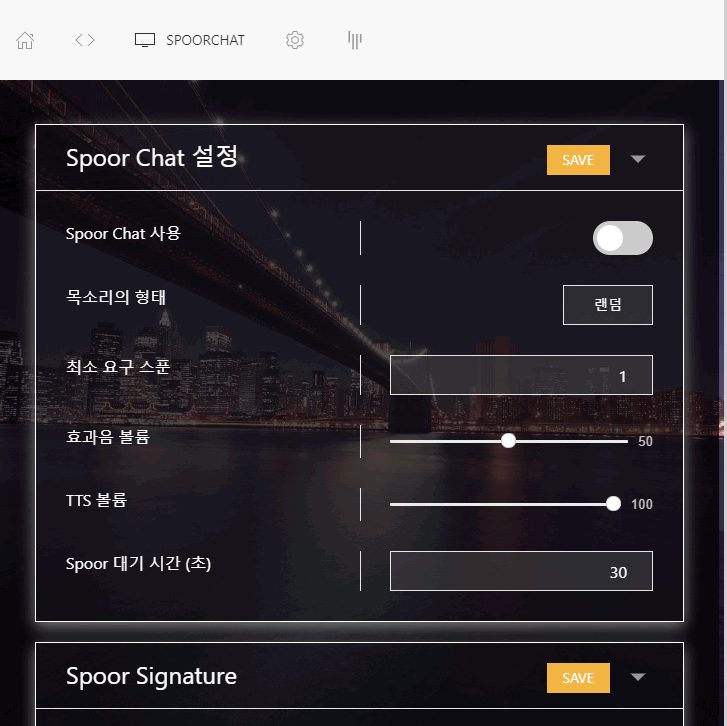 SPOORCHAT
Spoor Chat 설정
SAVE
Spoor Chat 사용
목소리의 형태
랜덤
최소 요구 스푼
1
효과음 볼륨
50
TTS 볼륨
100
Spoor 대기 시간 (초)
30
Spoor Signature
SAVE